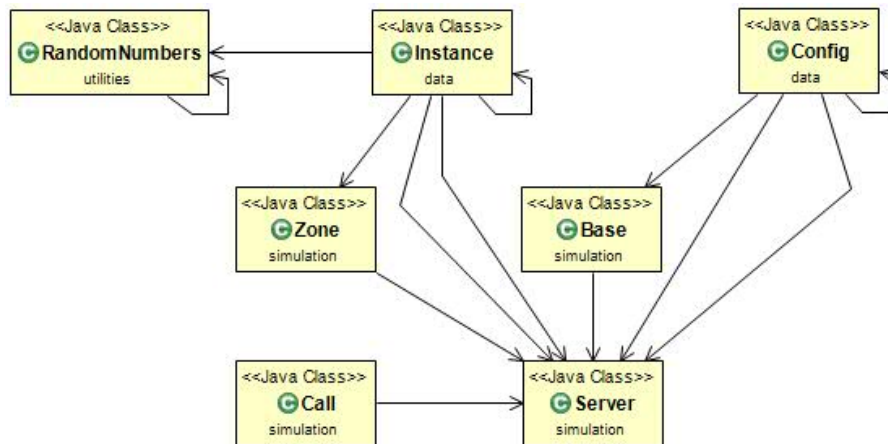 <<Java Class>>
C RandomNumbers
utilities
<<Java Class>>
C Instance
data
<<Java Class>>
C Config
data
<<Java Class>>
C Zone
simulation
<<Java Class>>
C Base
simulation
<<Java Class>>
C Call
simulation
<<Java Class>>
C Server
simulation